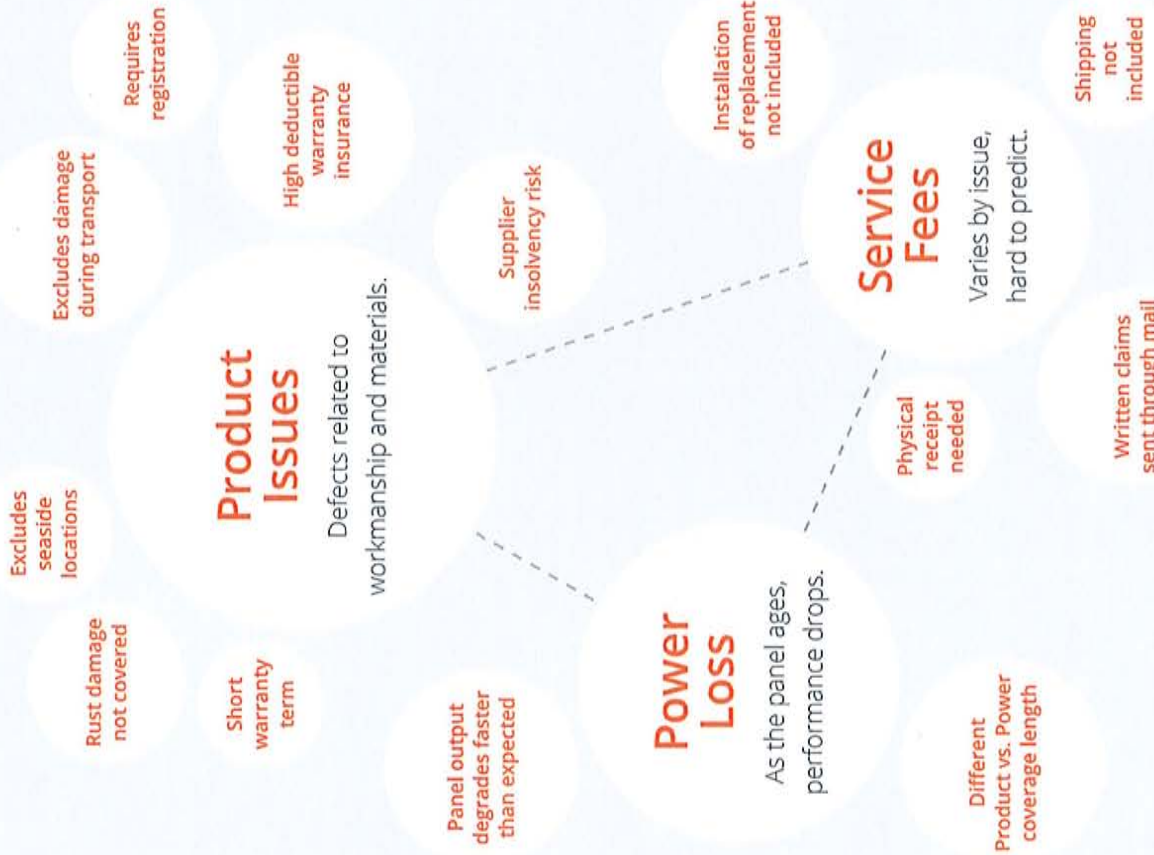 Excludes
seaside
locations
Excludes damage
during transport
Rust damage
not covered
Requires
registration
Short
warranty
term
Product
Issues
Defects related to
workmanship and materials.
High deductible
warranty
insurance
Panel output
degrades faster
than expected
Supplier
insolvency risk
Power
Loss
As the panel ages,
performance drops.
Installation
of replacement
not included
Service
Fees
Varies by issue,
hard to predict.
Physical
receipt
needed
Different
Product vs. Power
coverage length
Shipping
not
included
Written claims
sent through mail